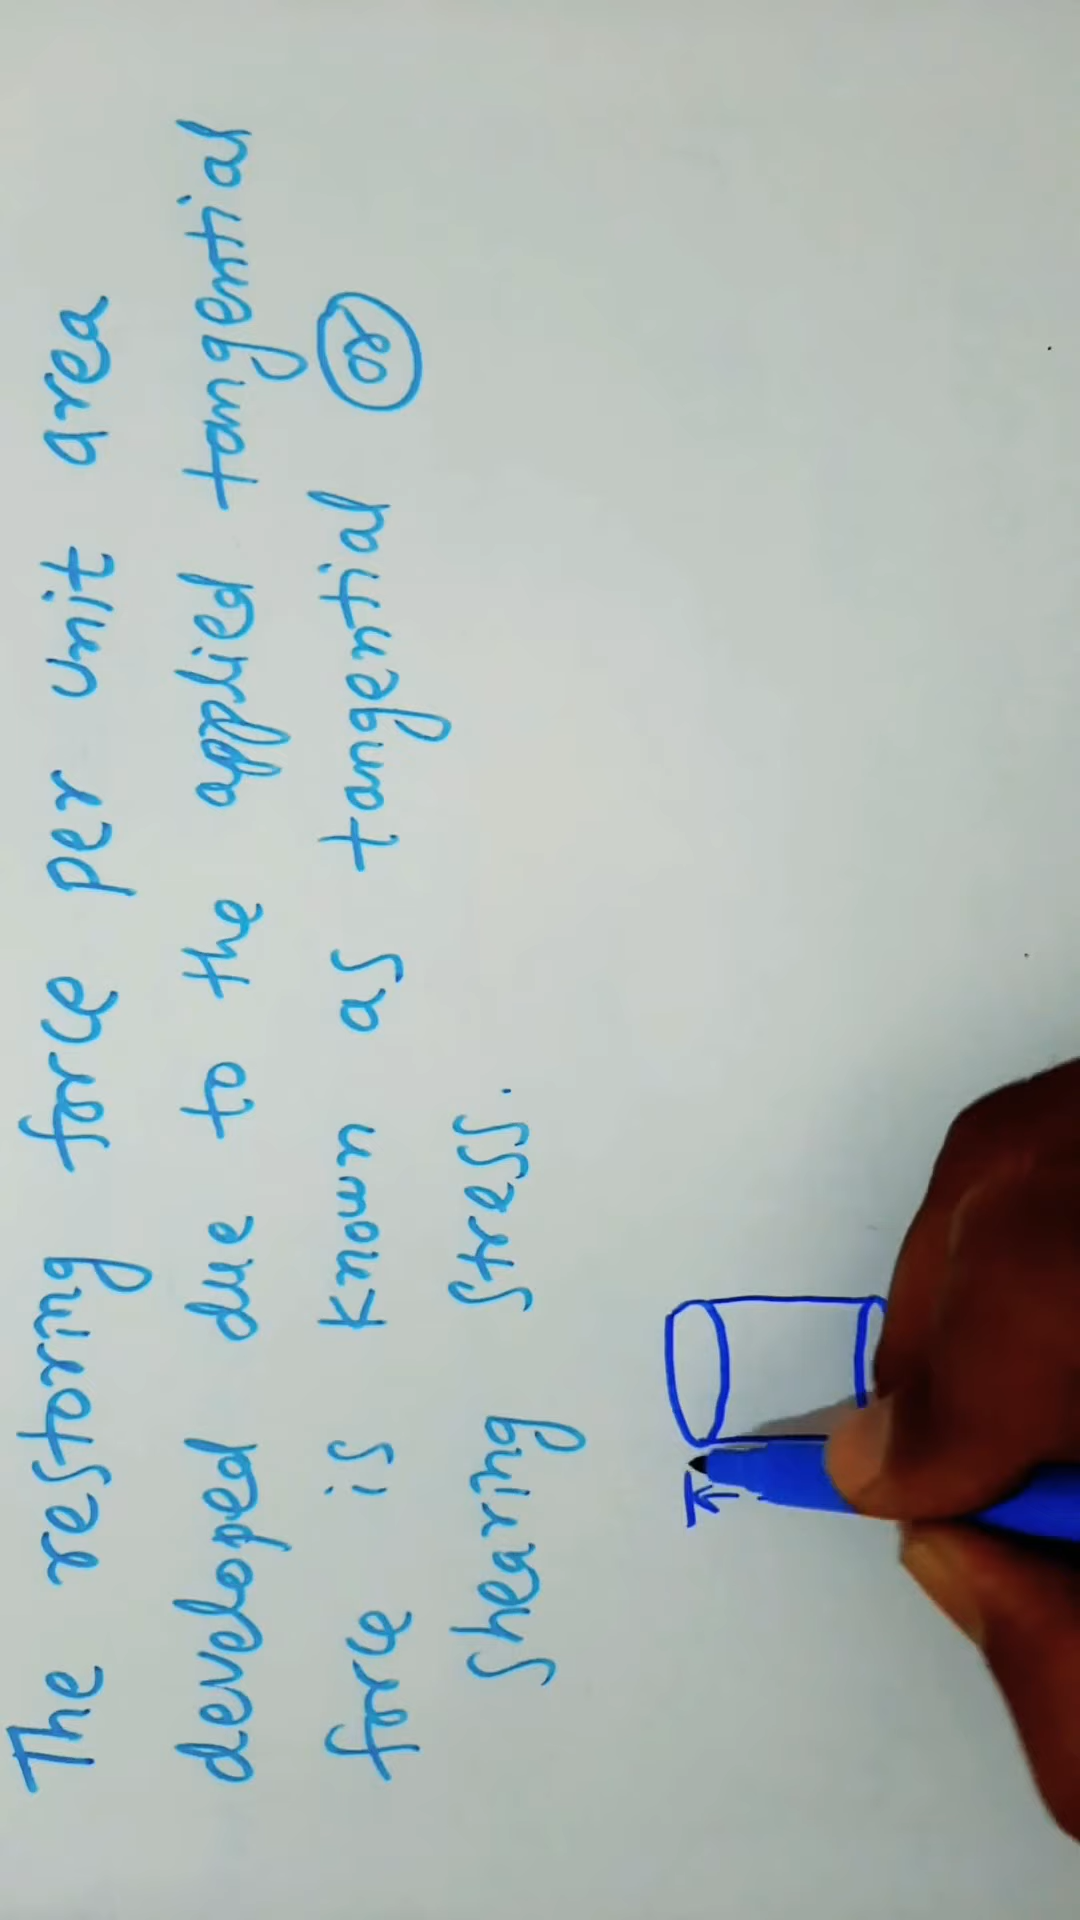 The restoring force per unit area
developed due to the applied tangential
force is known as tangential or
shearing stress.